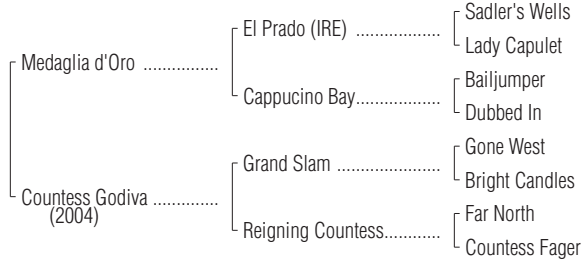 Sadler's Wells
El Prado (IRE) ..................
Lady Capulet
Medaglia d'Oro ................
Bailjumper
Cappucino Bay..................
Dubbed In
Gone West
Grand Slam ......................
Bright Candles
Countess Godiva ..............
(2004)
Far North
Reigning Countess............
Countess Fager